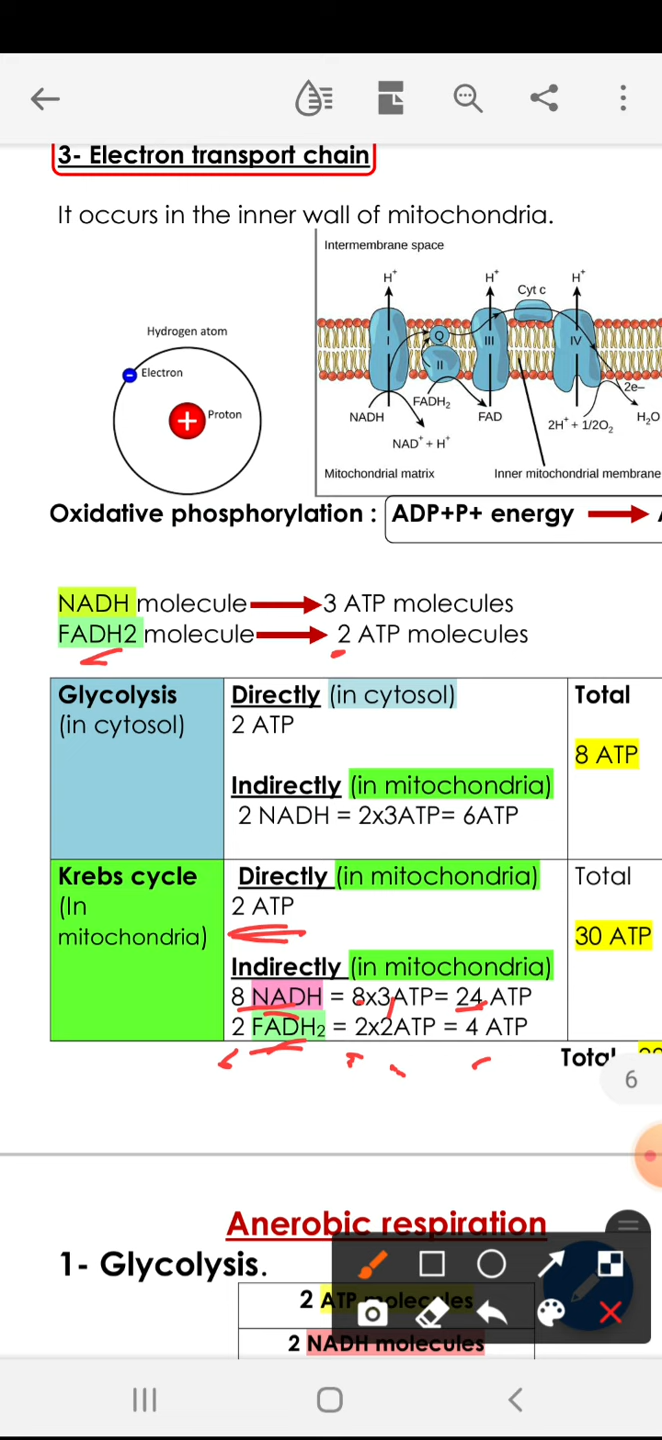 3- Electron transport chain
It occurs in the inner wall of mitochondria.
Intermembrane space
H⁺ H⁺ H⁺
Cyt c
Hydrogen atom
Electron
Proton
I Q II III IV
2e–
FADH₂
NADH FAD 2H⁺ + 1/2O₂ H₂O
NAD⁺ + H⁺
Mitochondrial matrix Inner mitochondrial membrane
Oxidative phosphorylation : ADP+P+ energy
NADH molecule 3 ATP molecules
FADH2 molecule 2 ATP molecules
Glycolysis
(in cytosol)
Directly (in cytosol)
2 ATP
Indirectly (in mitochondria)
2 NADH = 2x3ATP= 6ATP
Total
8 ATP
Krebs cycle
(In
mitochondria)
Directly (in mitochondria)
2 ATP
Indirectly (in mitochondria)
8 NADH = 8x3ATP= 24 ATP
2 FADH₂ = 2x2ATP = 4 ATP
Total
30 ATP
Total
6
Anerobic respiration
1- Glycolysis.
2 ATP molecules
2 NADH molecules